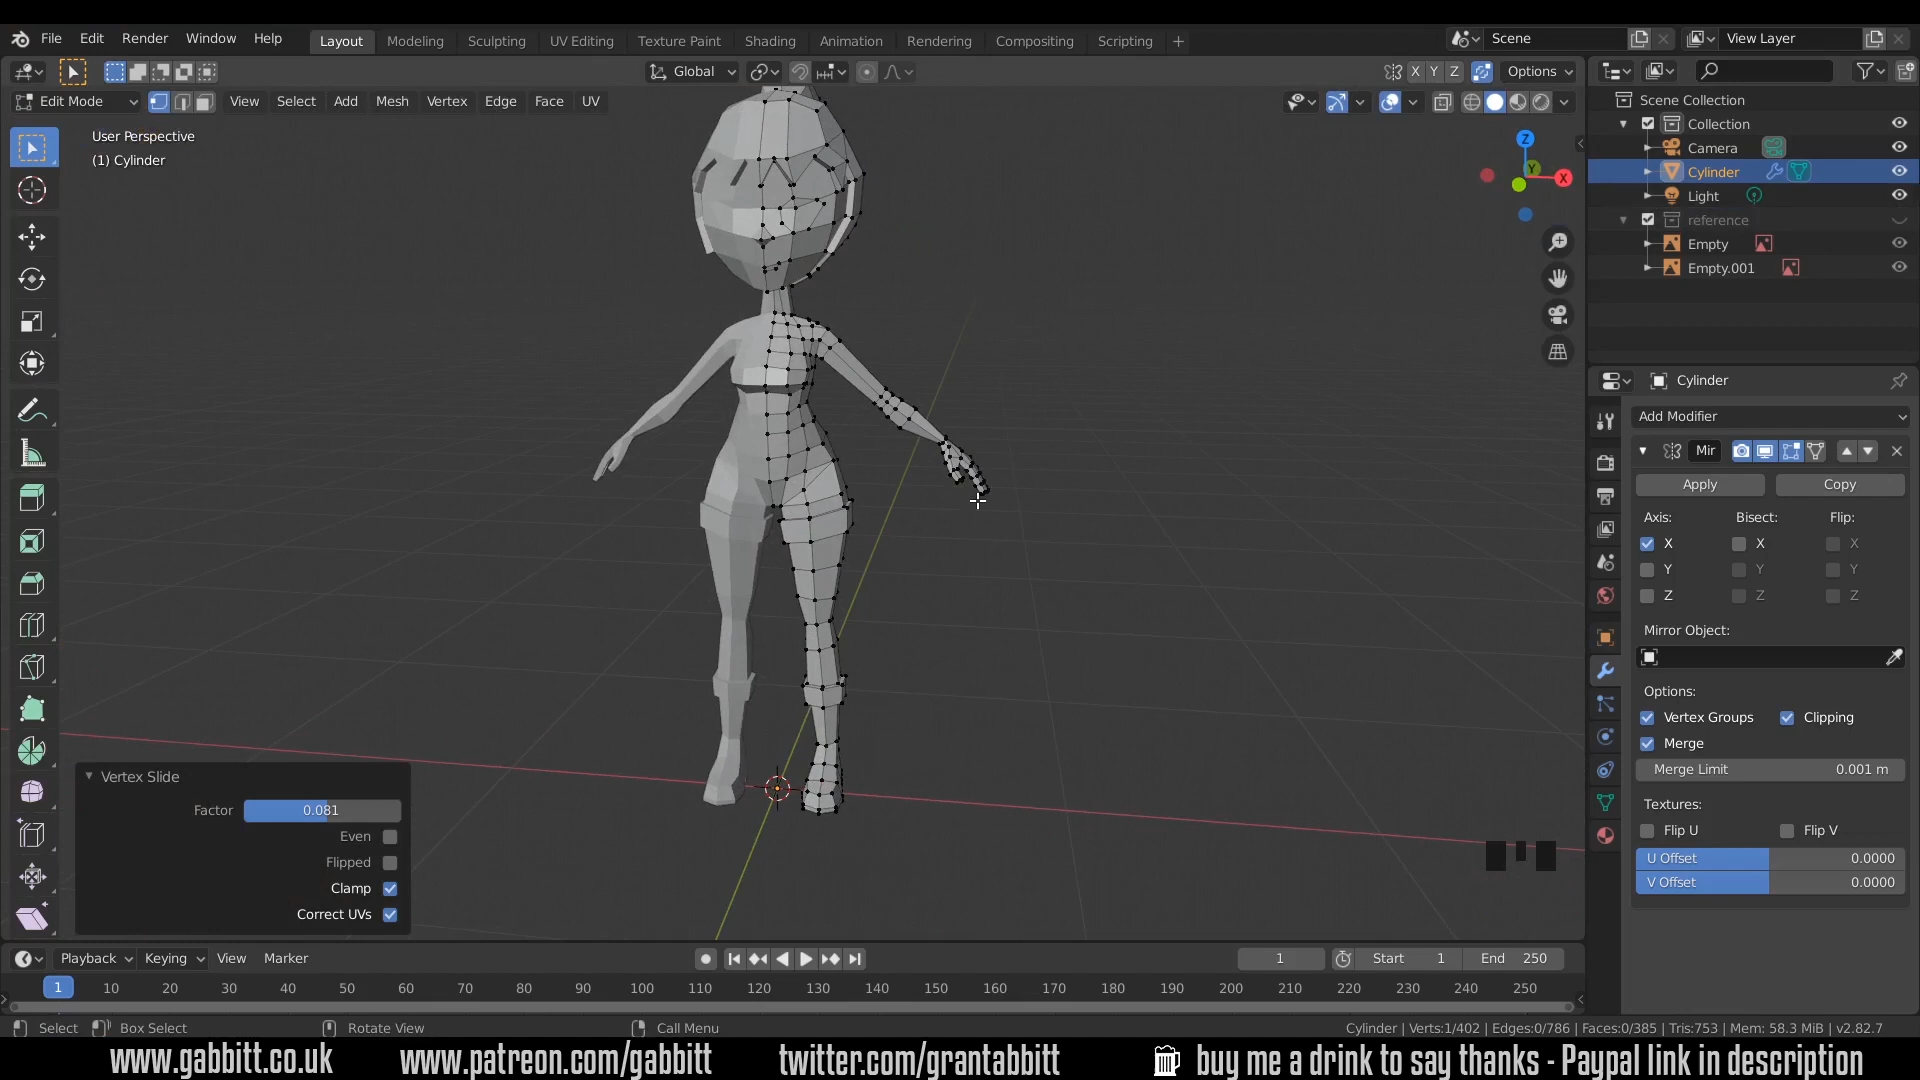 File Edit Render Window Help Layout Modeling Sculpting UV Editing Texture Paint Shading Animation Rendering Compositing Scripting + Scene View Layer
Global X Y Z Options
Edit Mode View Select Add Mesh Vertex Edge Face UV
User Perspective
(1) Cylinder
Z
Y
X
Scene Collection
Collection
Camera
Cylinder
Light
reference
Empty
Empty.001
Cylinder
Add Modifier
Mir
Apply Copy
Axis: Bisect: Flip:
X X X
Y Y Y
Z Z Z
Mirror Object:
Options:
Vertex Groups Clipping
Merge
Merge Limit 0.001 m
Textures:
Flip U Flip V
U Offset 0.0000
V Offset 0.0000
Vertex Slide
Factor 0.081
Even
Flipped
Clamp
Correct UVs
Playback Keying View Marker 1 Start 1 End 250
1 10 20 30 40 50 60 70 80 90 100 110 120 130 140 150 160 170 180 190 200 210 220 230 240 250
Select Box Select Rotate View Call Menu Cylinder | Verts:1/402 | Edges:0/786 | Faces:0/385 | Tris:753 | Mem: 58.3 MiB | v2.82.7
www.gabbitt.co.uk www.patreon.com/gabbitt twitter.com/grantabbitt buy me a drink to say thanks - Paypal link in description